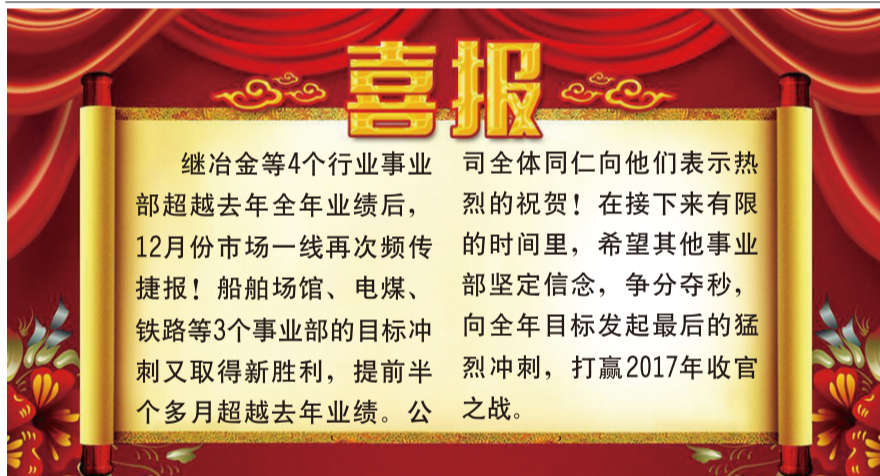 喜报
继冶金等4个行业事业
部超越去年全年业绩后，
12月份市场一线再次频传
捷报！船舶场馆、电煤、
铁路等3个事业部的目标冲
刺又取得新胜利，提前半
个多月超越去年业绩。公
司全体同仁向他们表示热
烈的祝贺！在接下来有限
的时间里，希望其他事业
部坚定信念，争分夺秒，
向全年目标发起最后的猛
烈冲刺，打赢2017年收官
之战。